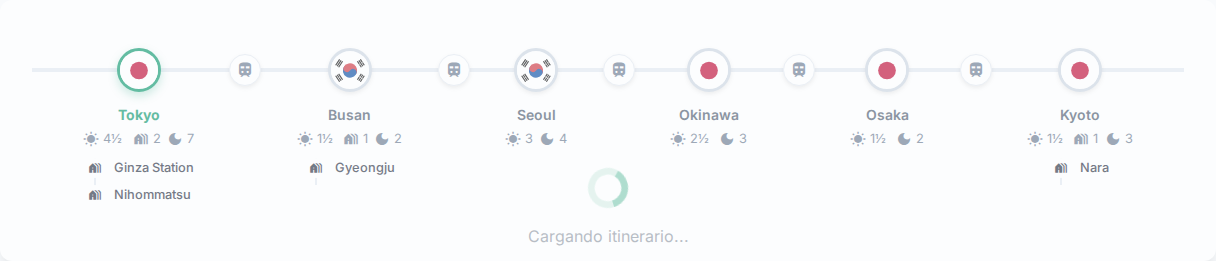 Tokyo Busan Seoul Okinawa Osaka Kyoto
4½ 2 7 1½ 1 2 3 4 2½ 3 1½ 2 1½ 1 3
Ginza Station Gyeongju Nara
Nihommatsu
Cargando itinerario...